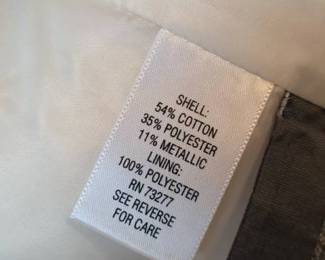 SHELL:
54% COTTON
35% POLYESTER
11% METALLIC
LINING:
100% POLYESTER
RN 73277
SEE REVERSE
FOR CARE